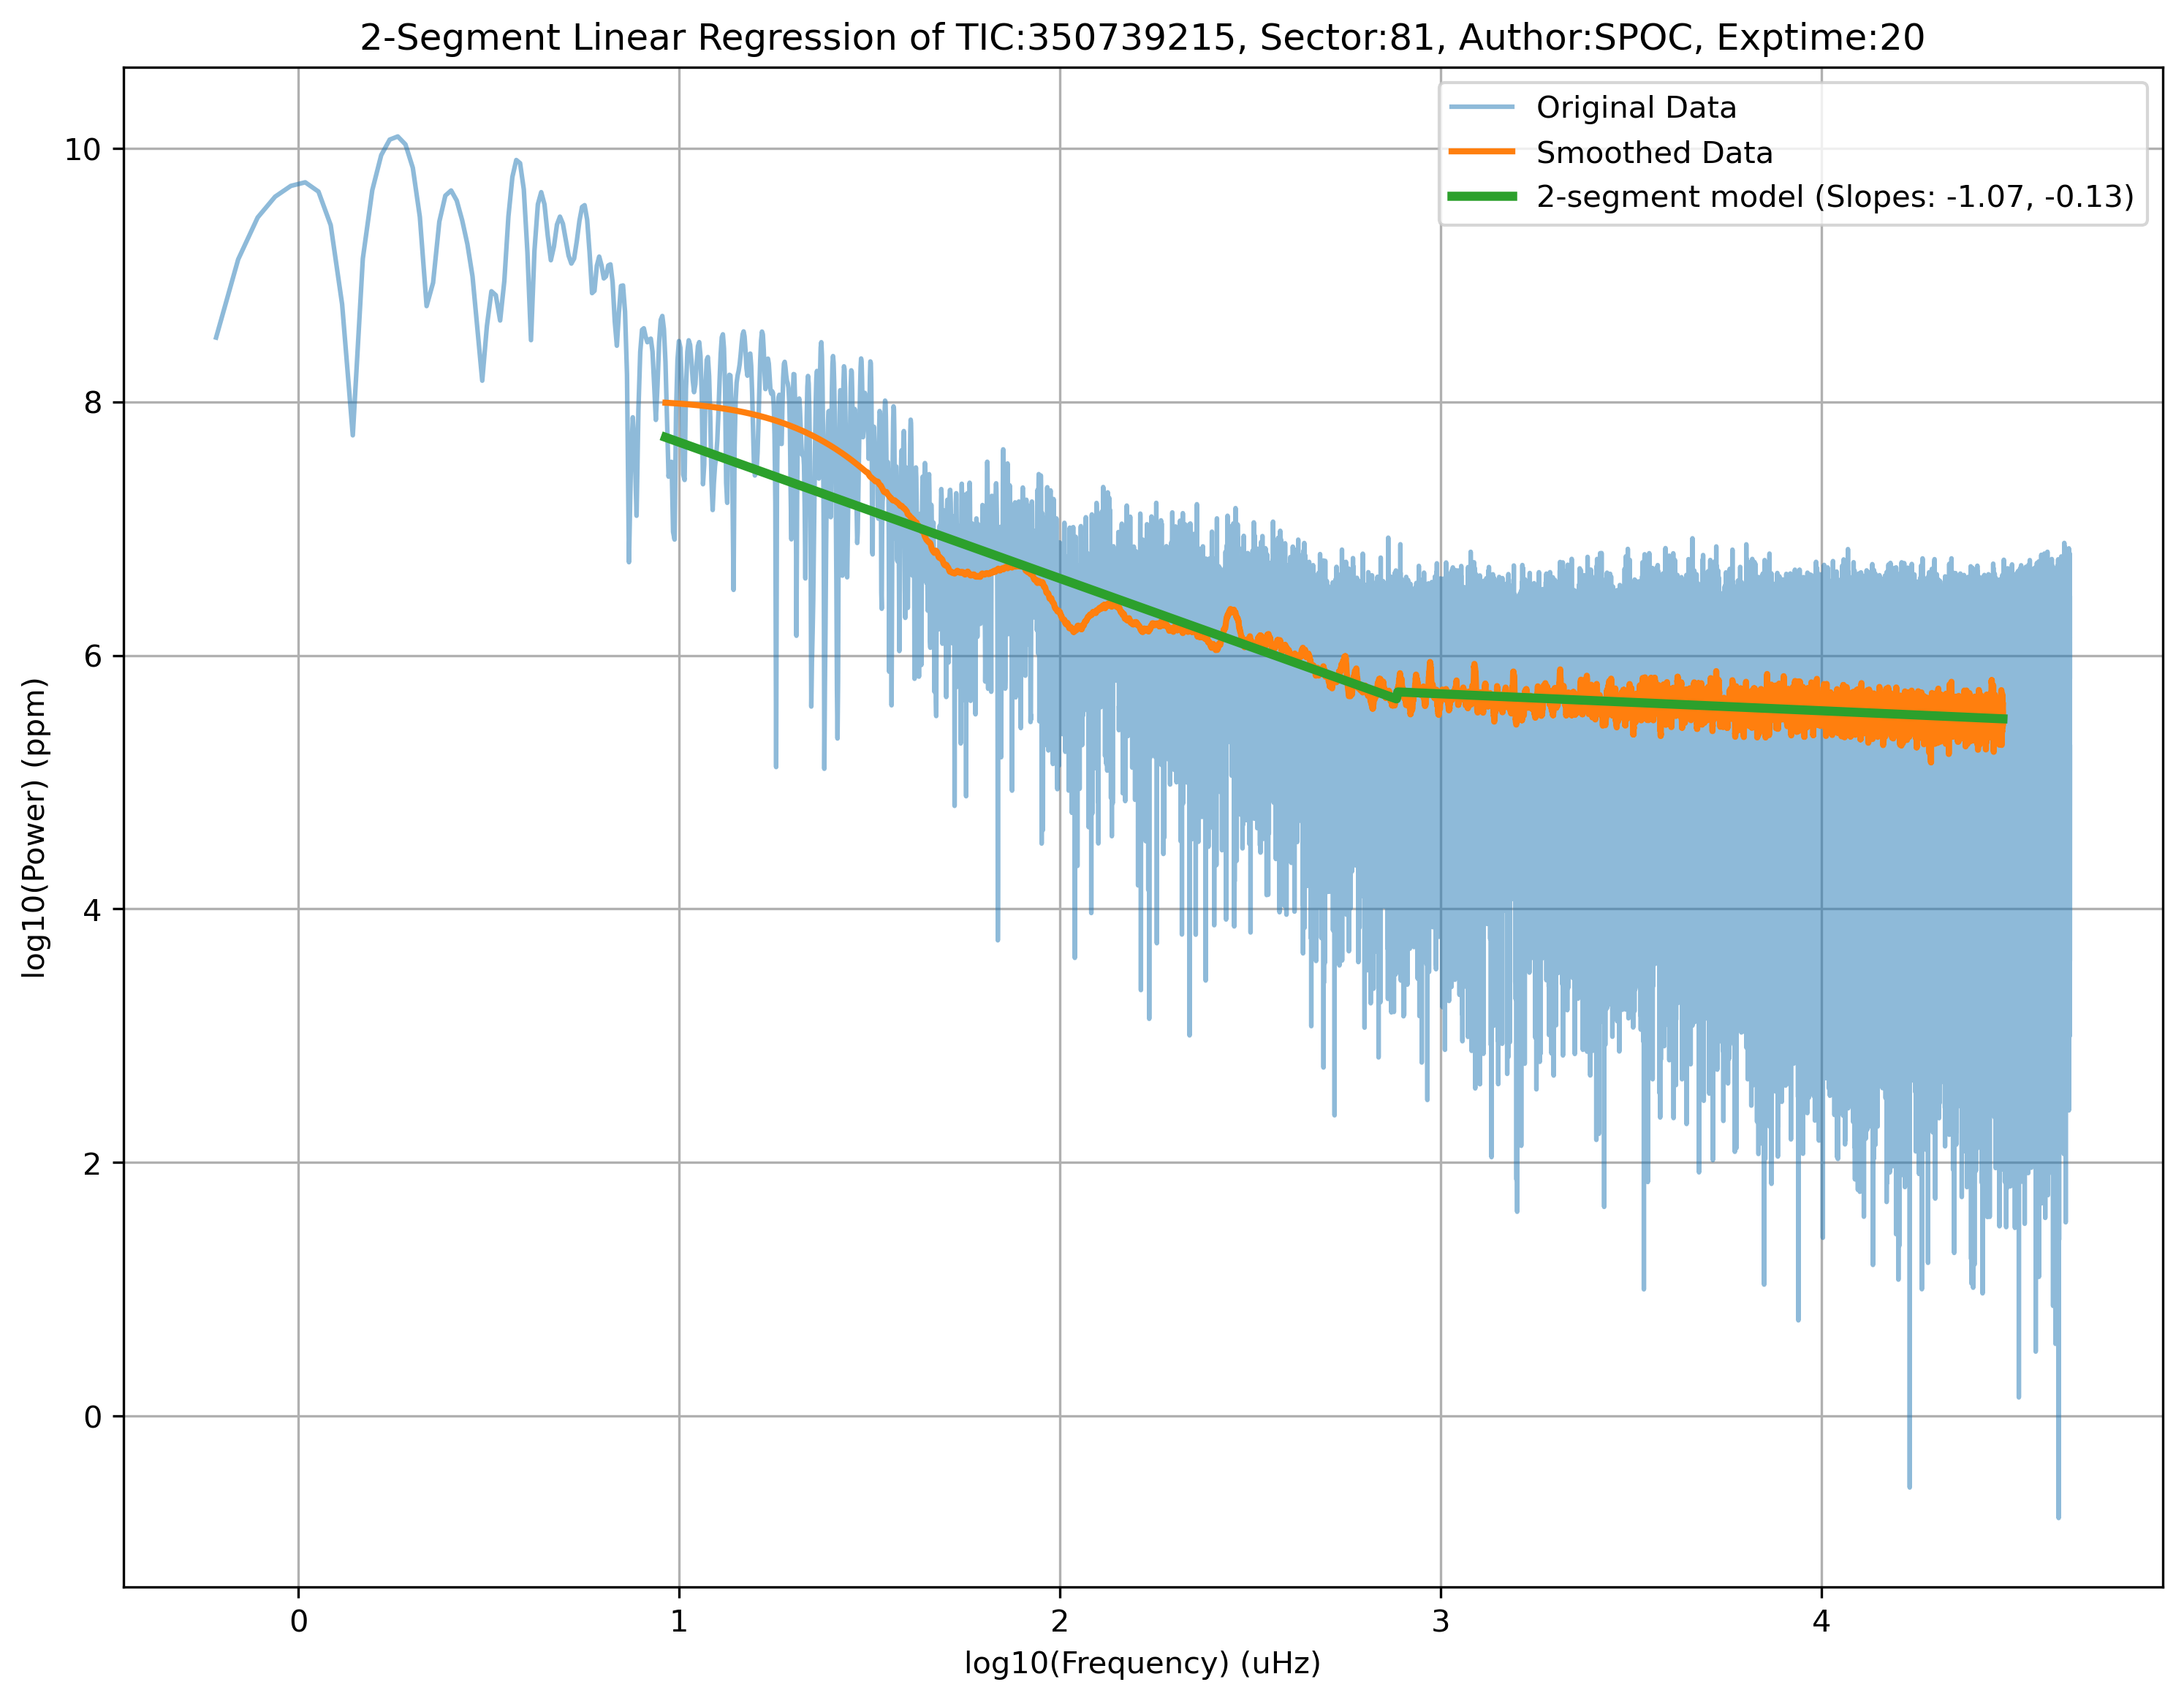 2-Segment Linear Regression of TIC:350739215, Sector:81, Author:SPOC, Exptime:20
Original Data
Smoothed Data
2-segment model (Slopes: -1.07, -0.13)
log10(Power) (ppm)
10
8
6
4
2
0
0 1 2 3 4
log10(Frequency) (uHz)